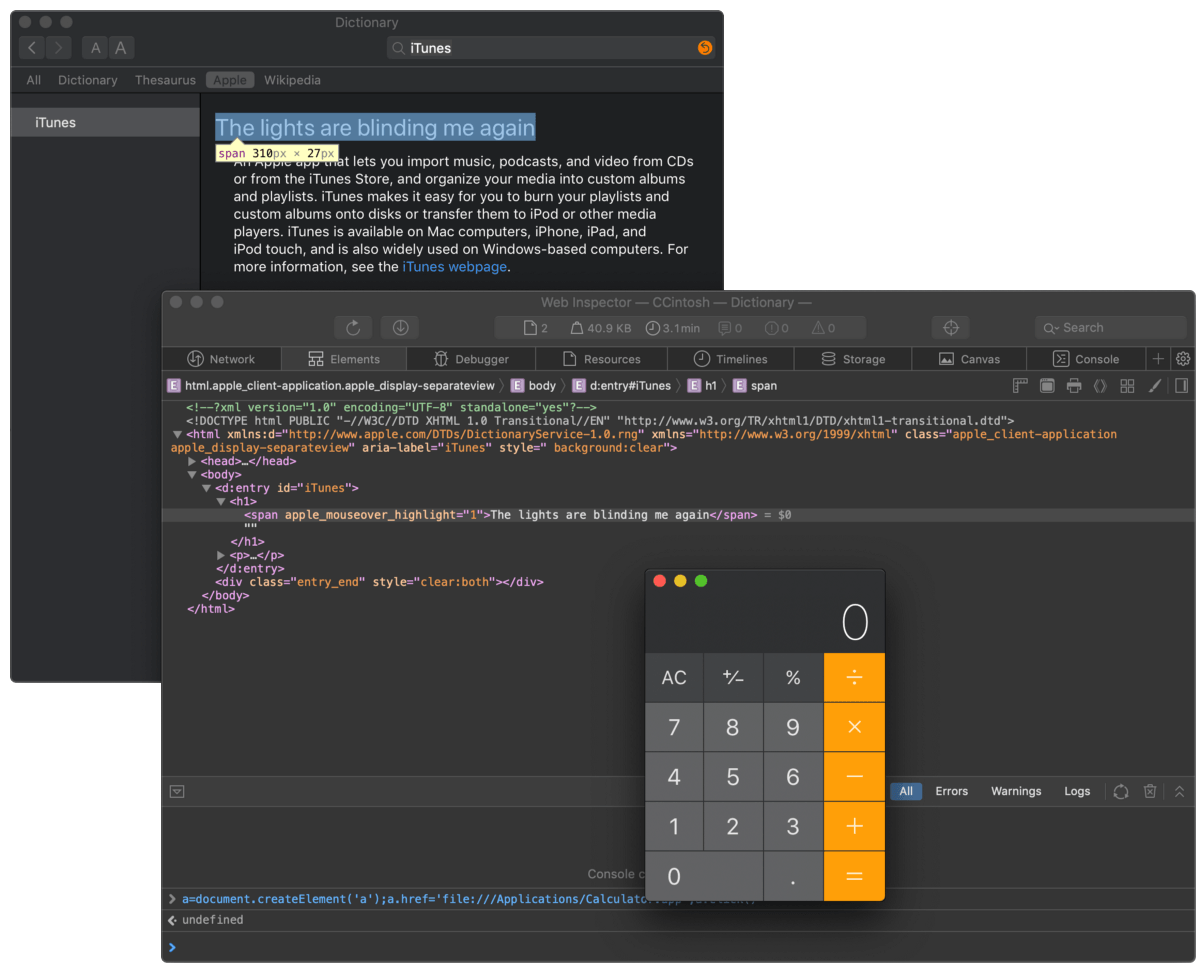 Dictionary
A A
iTunes
All Dictionary Thesaurus Apple Wikipedia
iTunes
The lights are blinding me again
span 310px × 27px
An Apple app that lets you import music, podcasts, and video from CDs
or from the iTunes Store, and organize your media into custom albums
and playlists. iTunes makes it easy for you to burn your playlists and
custom albums onto disks or transfer them to iPod or other media
players. iTunes is available on Mac computers, iPhone, iPad, and
iPod touch, and is also widely used on Windows-based computers. For
more information, see the iTunes webpage.
Web Inspector — CCintosh — Dictionary —
2 40.9 KB 3.1min 0 0 0 Search
Network Elements Debugger Resources Timelines Storage Canvas Console
E html.apple_client-application.apple_display-separateview E body E d:entry#iTunes E h1 E span
<!--?xml version="1.0" encoding="UTF-8" standalone="yes"?-->
<!DOCTYPE html PUBLIC "-//W3C//DTD XHTML 1.0 Transitional//EN" "http://www.w3.org/TR/xhtml1/DTD/xhtml1-transitional.dtd">
<html xmlns:d="http://www.apple.com/DTDs/DictionaryService-1.0.rng" xmlns="http://www.w3.org/1999/xhtml" class="apple_client-application
apple_display-separateview" aria-label="iTunes" style=" background:clear">
<head>…</head>
<body>
<d:entry id="iTunes">
<h1>
<span apple_mouseover_highlight="1">The lights are blinding me again</span> = $0
""
</h1>
<p>…</p>
</d:entry>
<div class="entry_end" style="clear:both"></div>
</body>
</html>
0
AC +/- % ÷
7 8 9 ×
4 5 6 −
1 2 3 +
0 . =
All Errors Warnings Logs
Console c
a=document.createElement('a');a.href='file:///Applications/Calculator.app'
undefined